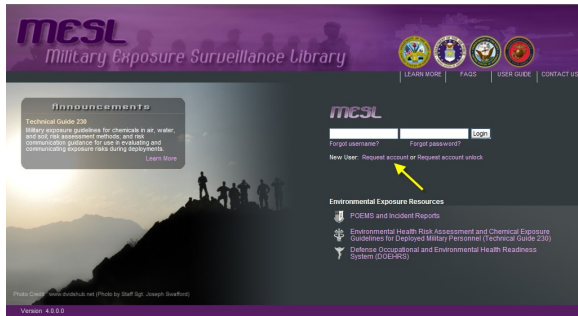 MESL
Military Exposure Surveillance Library
LEARN MORE
FAQS
USER GUIDE
CONTACT US
Announcements
Technical Guide 230
Military exposure guidelines for chemicals in air, water,
and soil; risk assessment methods; and risk
communication guidance for use in evaluating and
communicating exposure risks during deployments.
Learn More
MESL
Login
Forgot username?
Forgot password?
New User: Request account or Request account unlock
Environmental Exposure Resources
POEMS and Incident Reports
Environmental Health Risk Assessment and Chemical Exposure
Guidelines for Deployed Military Personnel (Technical Guide 230)
Defense Occupational and Environmental Health Readiness
System (DOEHRS)
Photo Credit: www.dvidshub.net (Photo by Staff Sgt. Joseph Swafford)
Version 4.0.0.0